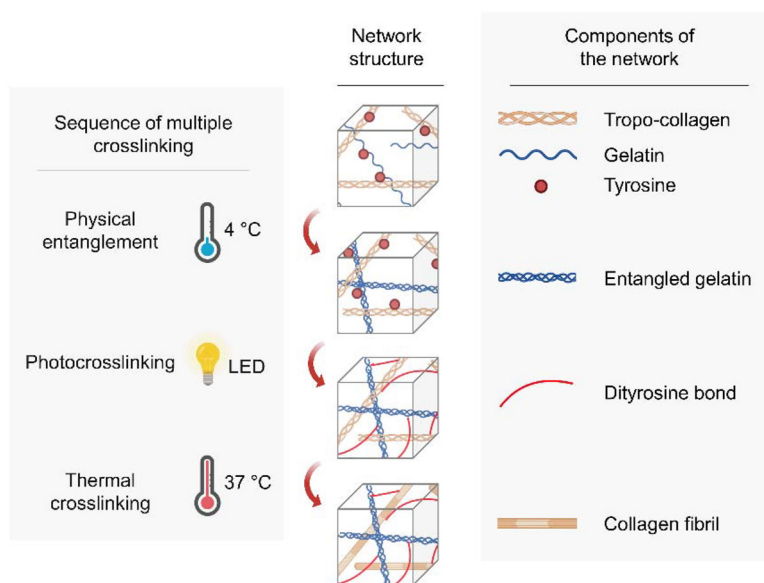 Sequence of multiple
crosslinking
Physical
entanglement
4 °C
Photocrosslinking
LED
Thermal
crosslinking
37 °C
Network
structure
Components of
the network
Tropo-collagen
Gelatin
Tyrosine
Entangled gelatin
Dityrosine bond
Collagen fibril